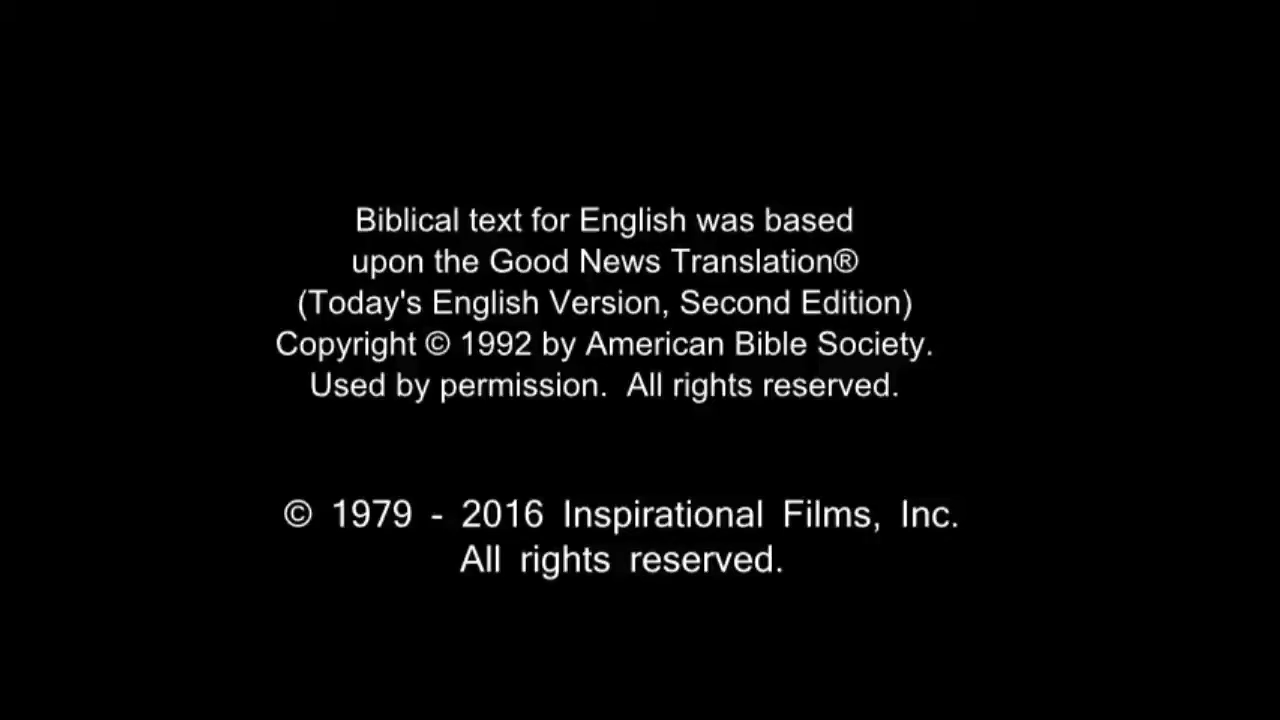 Biblical text for English was based
upon the Good News Translation®
(Today's English Version, Second Edition)
Copyright © 1992 by American Bible Society.
Used by permission. All rights reserved.
© 1979 - 2016 Inspirational Films, Inc.
All rights reserved.